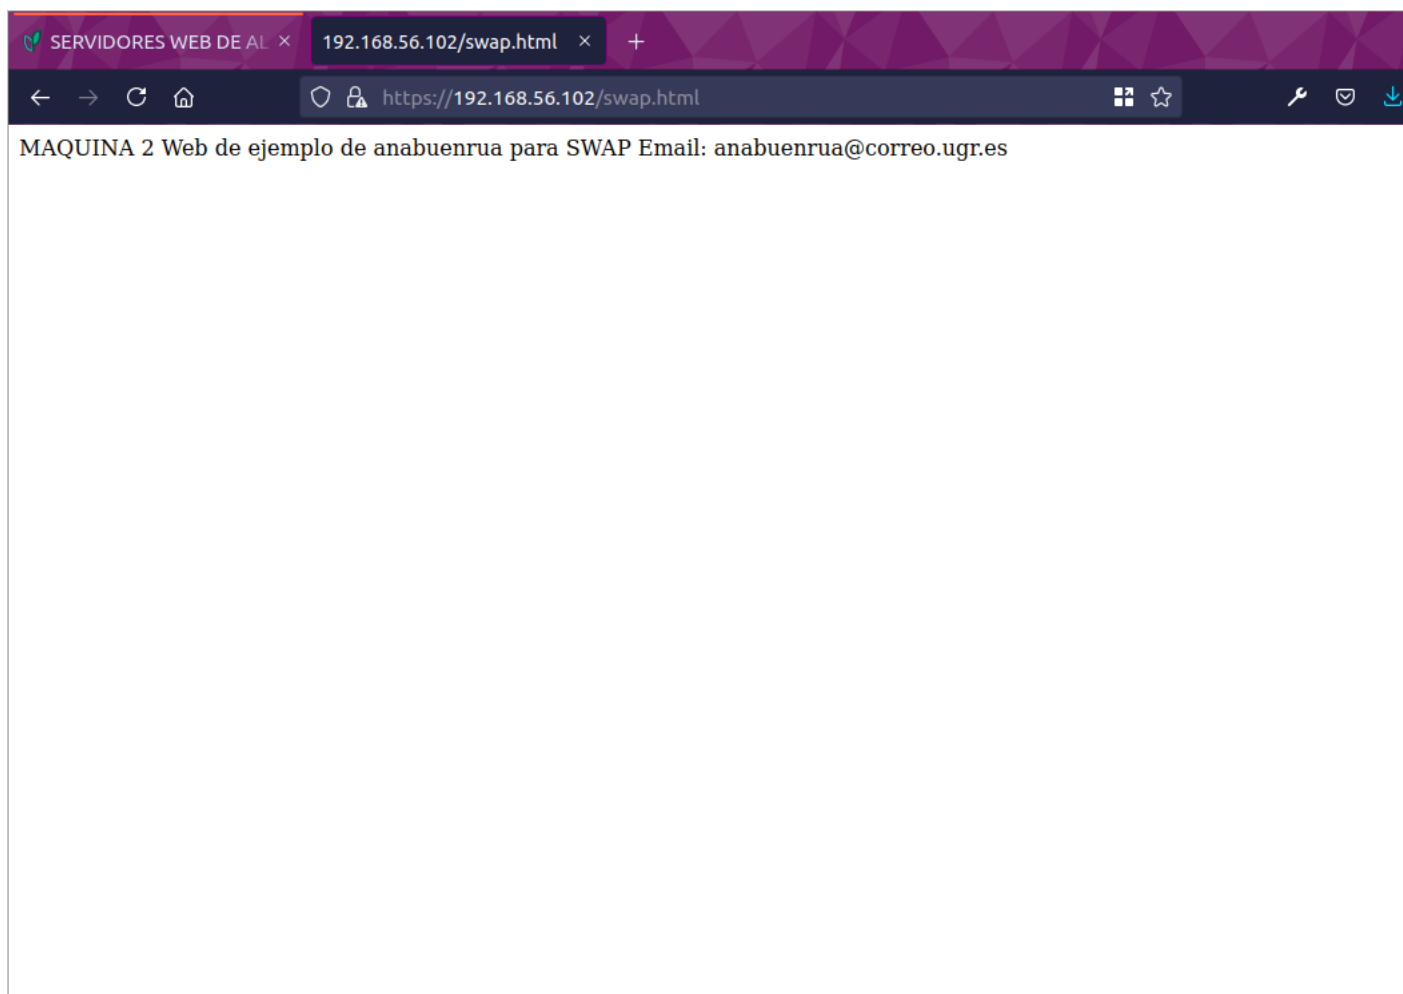 SERVIDORES WEB DE AL
192.168.56.102/swap.html
https://192.168.56.102/swap.html
MAQUINA 2 Web de ejemplo de anabuenrua para SWAP Email: anabuenrua@correo.ugr.es